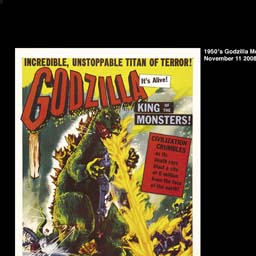 INCREDIBLE, UNSTOPPABLE TITAN OF TERROR!
GODZILLA
It's Alive!
KING OF THE
MONSTERS!
CIVILIZATION
CRUMBLES
as its
death rays
blast a city
of 6 million
from the face
of the earth!
1950's Godzilla Mo
November 11 2008